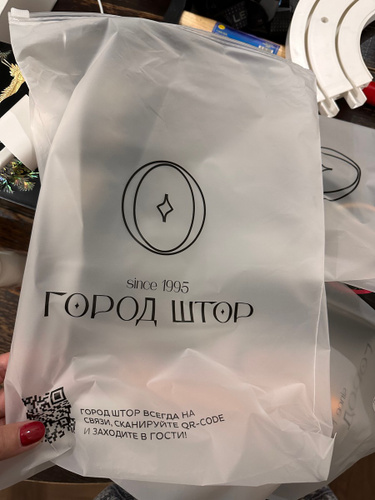 since 1995
ГОРОД ШТОР
ГОРОД ШТОР ВСЕГДА НА
СВЯЗИ, СКАНИРУЙТЕ QR-CODE
И ЗАХОДИТЕ В ГОСТИ!